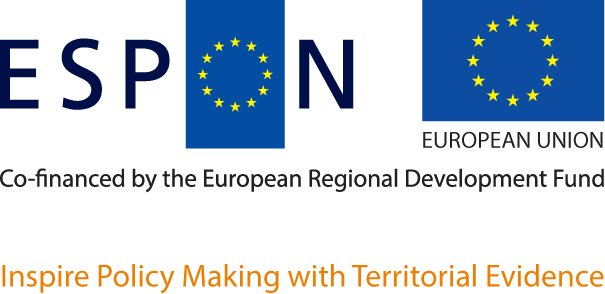 ESPON
EUROPEAN UNION
Co-financed by the European Regional Development Fund
Inspire Policy Making with Territorial Evidence